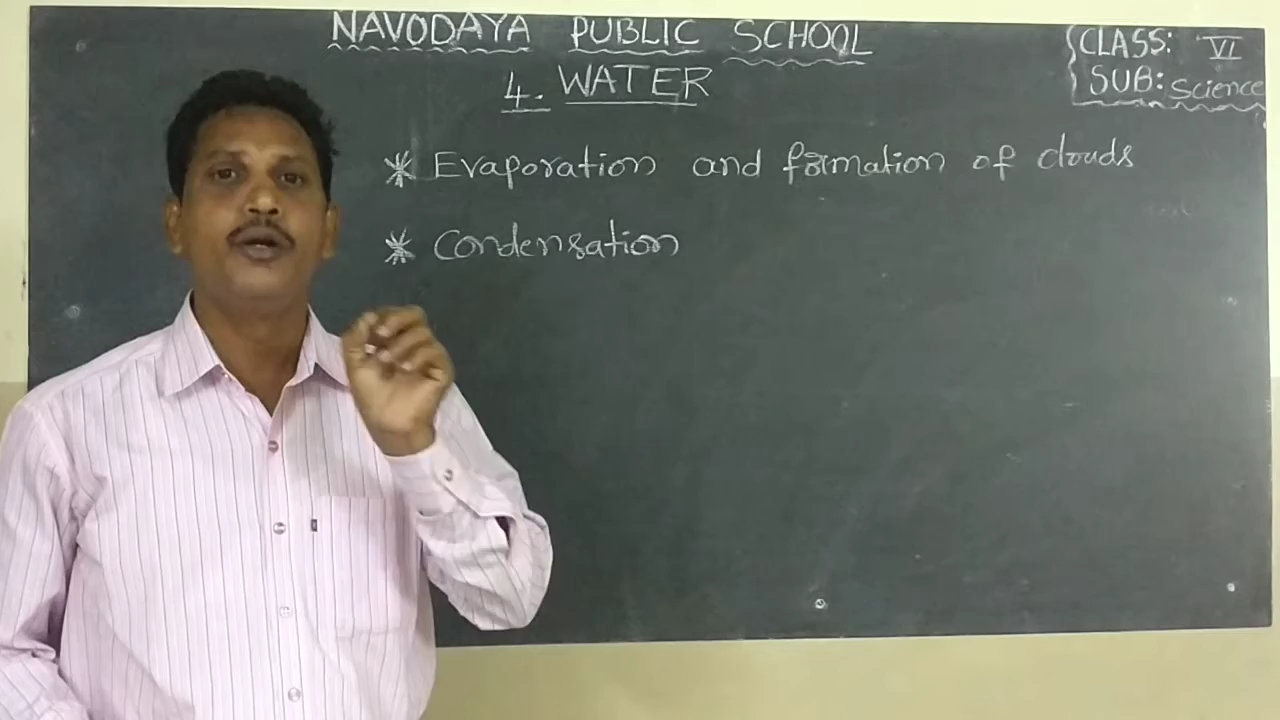 NAVODAYA PUBLIC SCHOOL
CLASS: VI
SUB: Science
4. WATER
* Evaporation and formation of clouds
* Condensation